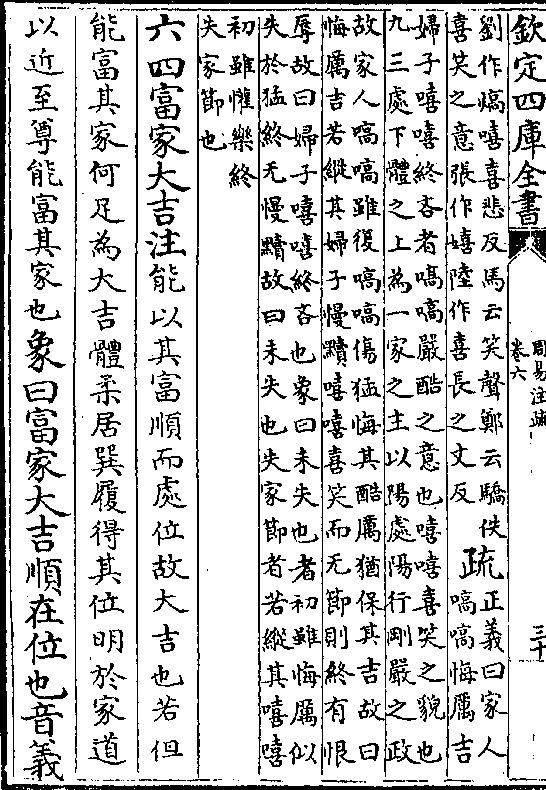 欽定四庫全書
周易注疏
卷六
三十
劉作熇嘻喜悲反馬云笑聲鄭云驕佚
喜笑之意張作嬉陸作喜長之丈反
疏
正義曰家人
嗃嗃悔厲吉
婦子嘻嘻終吝者嗃嗃嚴酷之意也嘻嘻喜笑之貌也
九三處下體之上為一家之主以陽處陽行剛嚴之政
故家人嗃嗃雖復嗃嗃傷猛悔其酷厲猶保其吉故曰
悔厲吉若縱其婦子慢黷嘻嘻喜笑而无節則終有恨
辱故曰婦子嘻嘻終吝也象曰未失也者初雖悔厲似
失於猛終无慢黷故曰未失也失家節者若縱其嘻嘻
初雖懽樂終
失家節也
六四富家大吉注能以其富順而處位故大吉也若但
能富其家何足為大吉體柔居巽履得其位明於家道
以近至尊能富其家也象曰富家大吉順在位也音義